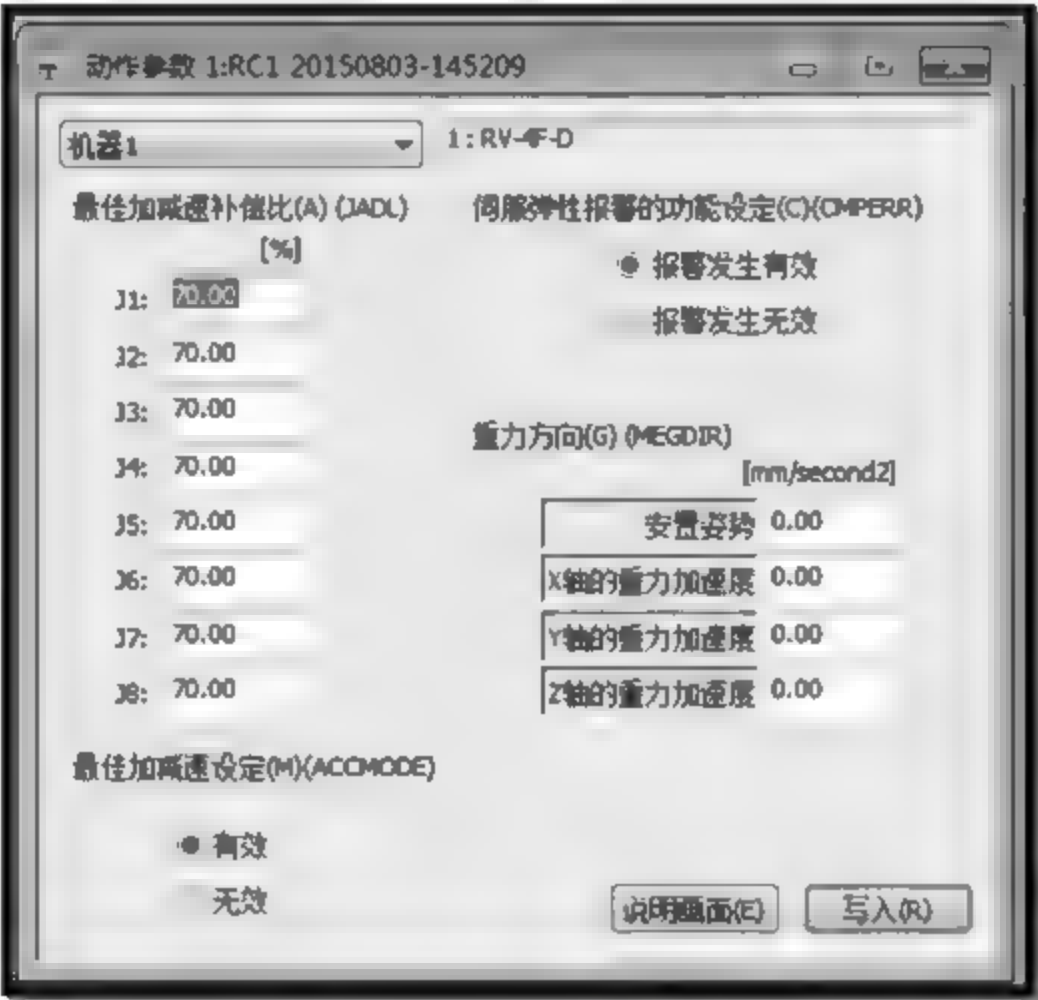 动作参数 1:RC1 20150803-145209
机器1
1:RV-4F-D
最佳加减速补偿比(A) (JADL)
[%]
J1: 70.00
J2: 70.00
J3: 70.00
J4: 70.00
J5: 70.00
J6: 70.00
J7: 70.00
J8: 70.00
最佳加减速设定(M)(ACCMODE)
有效
无效
伺服弹性报警的功能设定(C)(CMPERR)
报警发生有效
报警发生无效
重力方向(G) (MEGDIR)
[mm/second2]
安置姿势 0.00
X轴的重力加速度 0.00
Y轴的重力加速度 0.00
Z轴的重力加速度 0.00
说明画面(E)
写入(R)